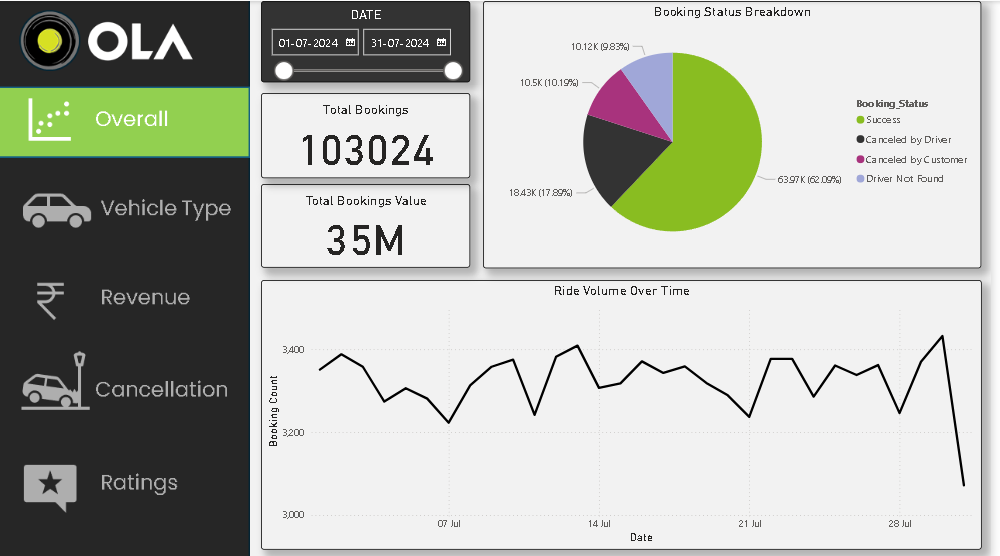 OLA
Overall
Vehicle Type
Revenue
Cancellation
Ratings
DATE
01-07-2024
31-07-2024
Total Bookings
103024
Total Bookings Value
35M
Booking Status Breakdown
10.12K (9.83%)
10.5K (10.19%)
18.43K (17.89%)
63.97K (62.09%)
Booking_Status
Success
Canceled by Driver
Canceled by Customer
Driver Not Found
Ride Volume Over Time
Booking Count
3,400
3,200
3,000
07 Jul
14 Jul
21 Jul
28 Jul
Date